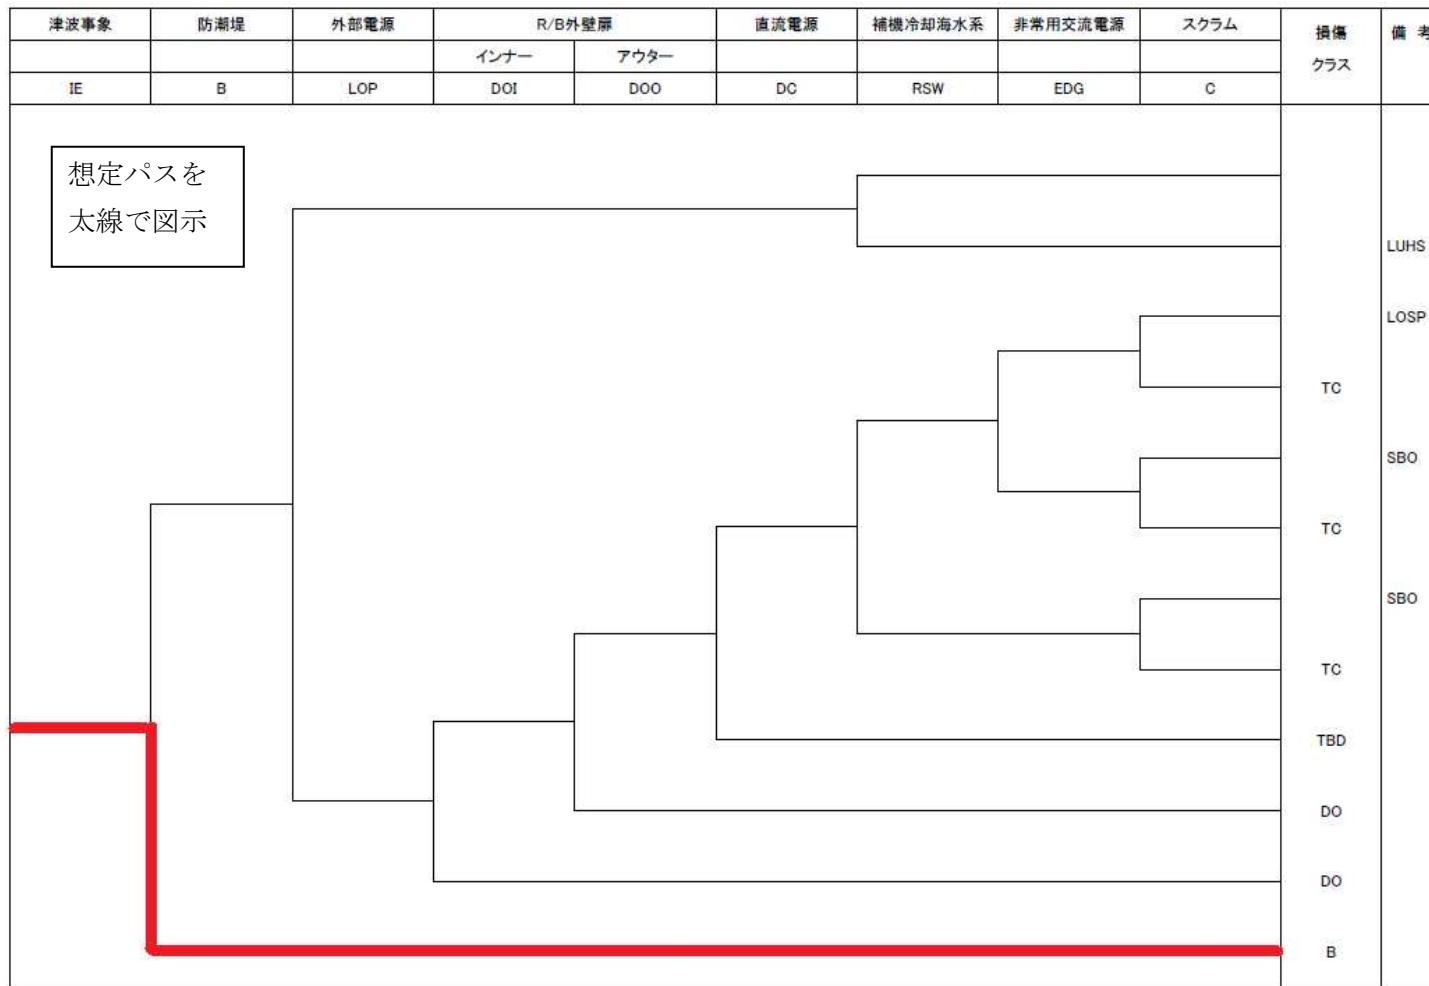 津波事象 防潮堤 外部電源 R/B外壁扉 直流電源 補機冷却海水系 非常用交流電源 スクラム 損傷 備 考
インナー アウター クラス
IE B LOP DOI DOO DC RSW EDG C
想定パスを
太線で図示
LUHS
LOSP
TC
SBO
TC
SBO
TC
TBD
DO
DO
B